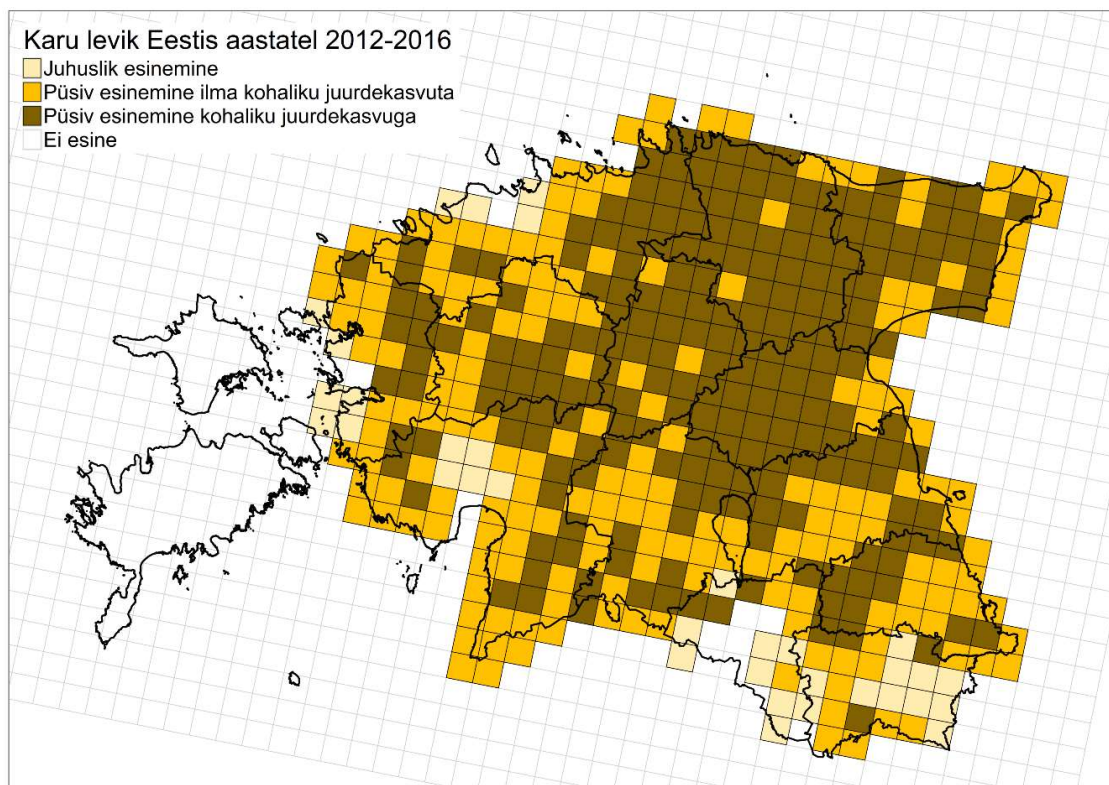 Karu levik Eestis aastatel 2012-2016
Juhuslik esinemine
Püsiv esinemine ilma kohaliku juurdekasvuta
Püsiv esinemine kohaliku juurdekasvuga
Ei esine